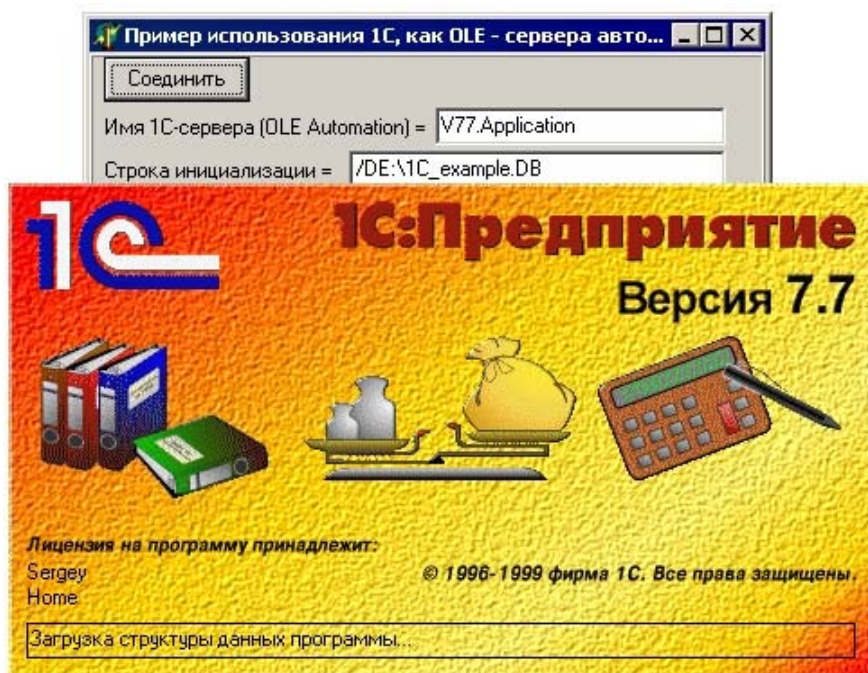 Пример использования 1С, как OLE - сервера авто...
Соединить
Имя 1С-сервера (OLE Automation) = V77.Application
Строка инициализации = /DE:\1C_example.DB
1С
1С:Предприятие
Версия 7.7
Лицензия на программу принадлежит:
Sergey
Home
© 1996-1999 фирма 1С. Все права защищены.
Загрузка структуры данных программы...